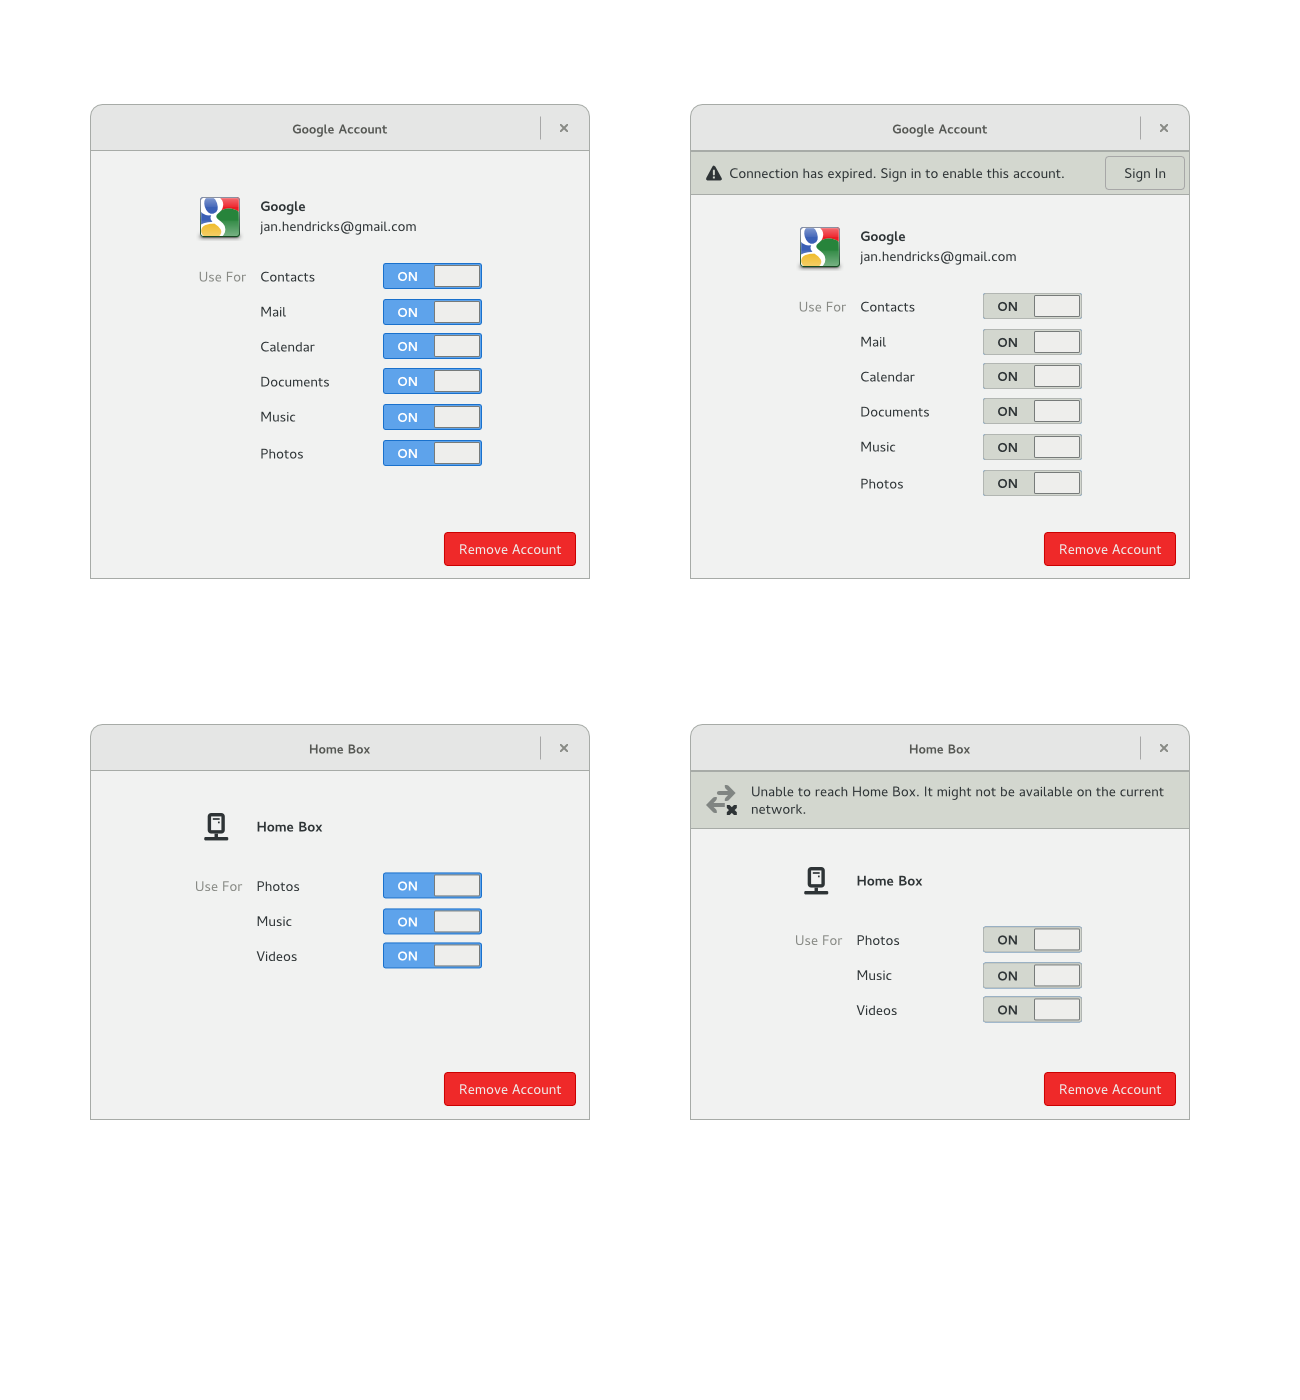 Google Account
Google
jan.hendricks@gmail.com
Use For Contacts ON
Mail ON
Calendar ON
Documents ON
Music ON
Photos ON
Remove Account
Google Account
Connection has expired. Sign in to enable this account. Sign In
Google
jan.hendricks@gmail.com
Use For Contacts ON
Mail ON
Calendar ON
Documents ON
Music ON
Photos ON
Remove Account
Home Box
Home Box
Use For Photos ON
Music ON
Videos ON
Remove Account
Home Box
Unable to reach Home Box. It might not be available on the current
network.
Home Box
Use For Photos ON
Music ON
Videos ON
Remove Account